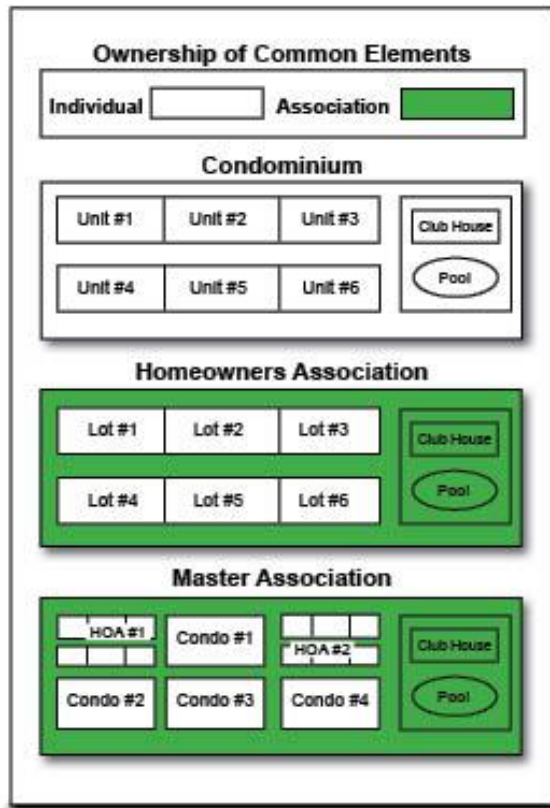 Ownership of Common Elements
Individual Association
Condominium
Unit #1 Unit #2 Unit #3 Club House
Unit #4 Unit #5 Unit #6 Pool
Homeowners Association
Lot #1 Lot #2 Lot #3 Club House
Lot #4 Lot #5 Lot #6 Pool
Master Association
HOA #1 Condo #1 HOA #2 Club House
Condo #2 Condo #3 Condo #4 Pool